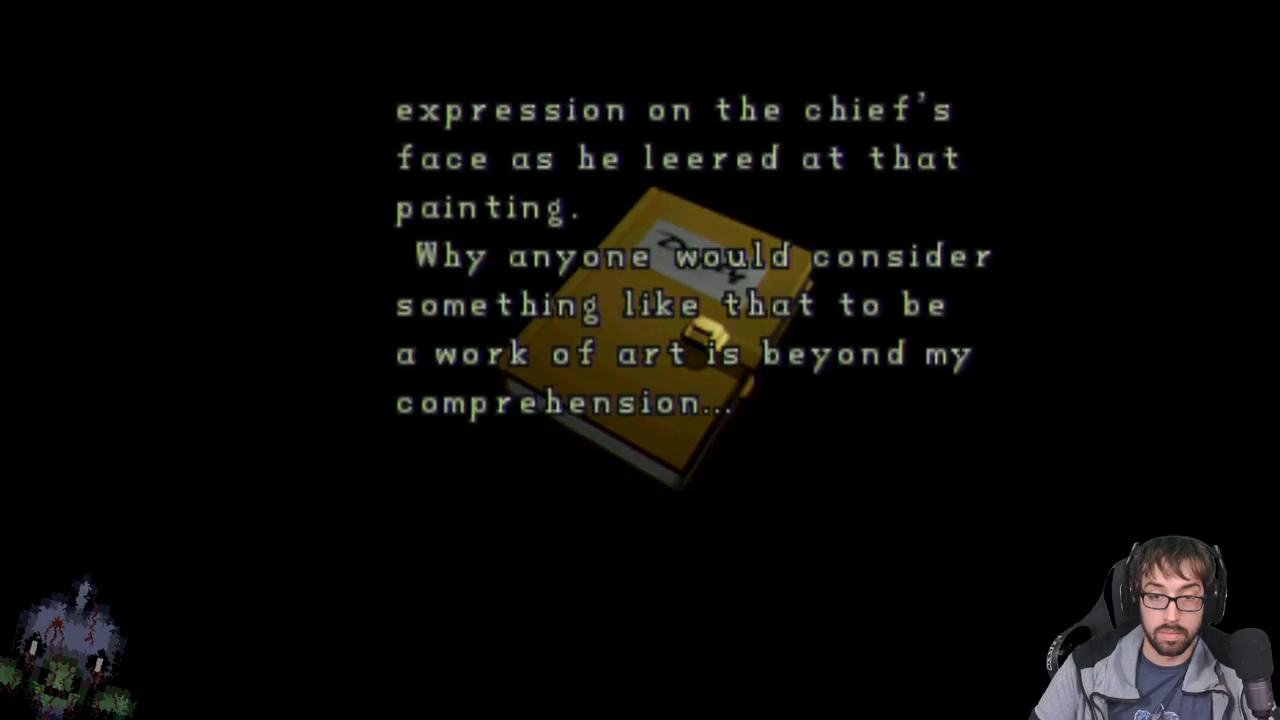 expression on the chief's
face as he leered at that
painting.
Why anyone would consider
something like that to be
a work of art is beyond my
comprehension...